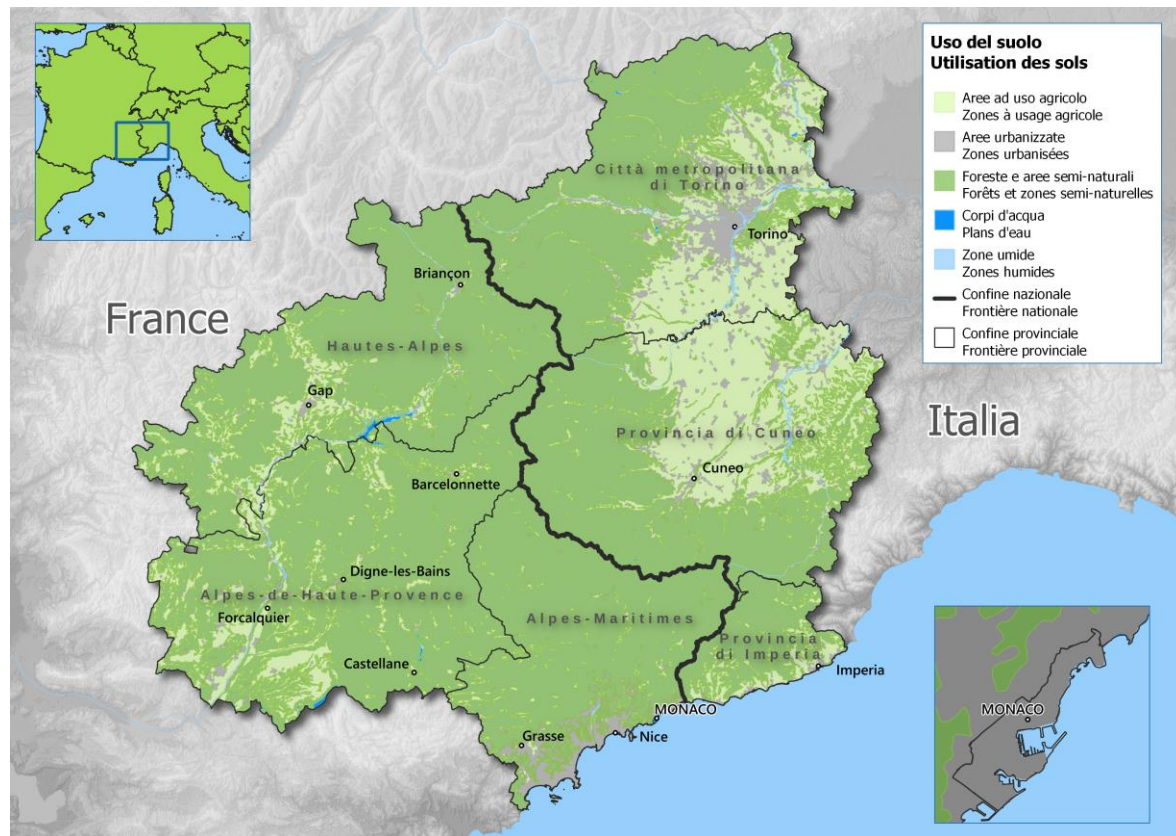 Uso del suolo
Utilisation des sols
Aree ad uso agricolo
Zones à usage agricole
Aree urbanizzate
Zones urbanisées
Foreste e aree semi-naturali
Forêts et zones semi-naturelles
Corpi d'acqua
Plans d'eau
Zone umide
Zones humides
Confine nazionale
Frontière nationale
Confine provinciale
Frontière provinciale
Città metropolitana
di Torino
Torino
Briançon
France
Hautes-Alpes
Gap
Italia
Provincia di Cuneo
Cuneo
Barcelonnette
Digne-les-Bains
Alpes-de-Haute-Provence
Forcalquier
Alpes-Maritimes
Provincia
di Imperia
Imperia
Castellane
MONACO
Nice
Grasse
MONACO